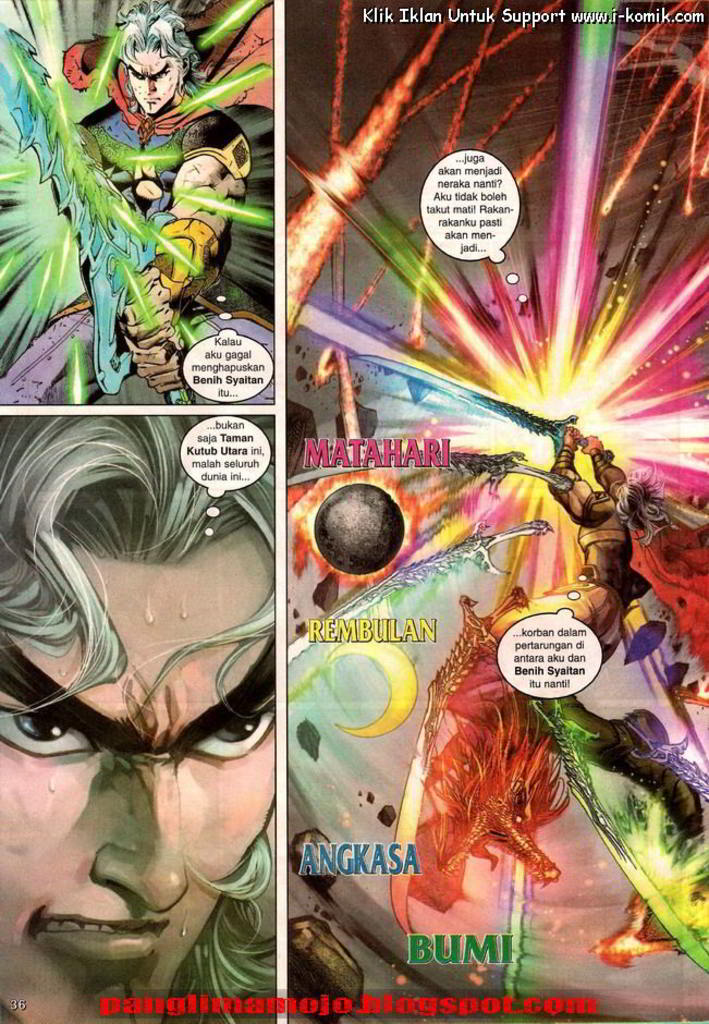 Klik Iklan Untuk Support www.i-komik.com
Kalau
aku gagal
menghapuskan
Benih Syaitan
itu...
...bukan
saja Taman
Kutub Utara ini,
malah seluruh
dunia ini...
...juga
akan menjadi
neraka nanti?
Aku tidak boleh
takut mati! Rakan-
rakanku pasti
akan men-
jadi...
MATAHARI
REMBULAN
...korban dalam
pertarungan di
antara aku dan
Benih Syaitan
itu nanti!
ANGKASA
BUMI
36
panglimamojo.blogspot.com